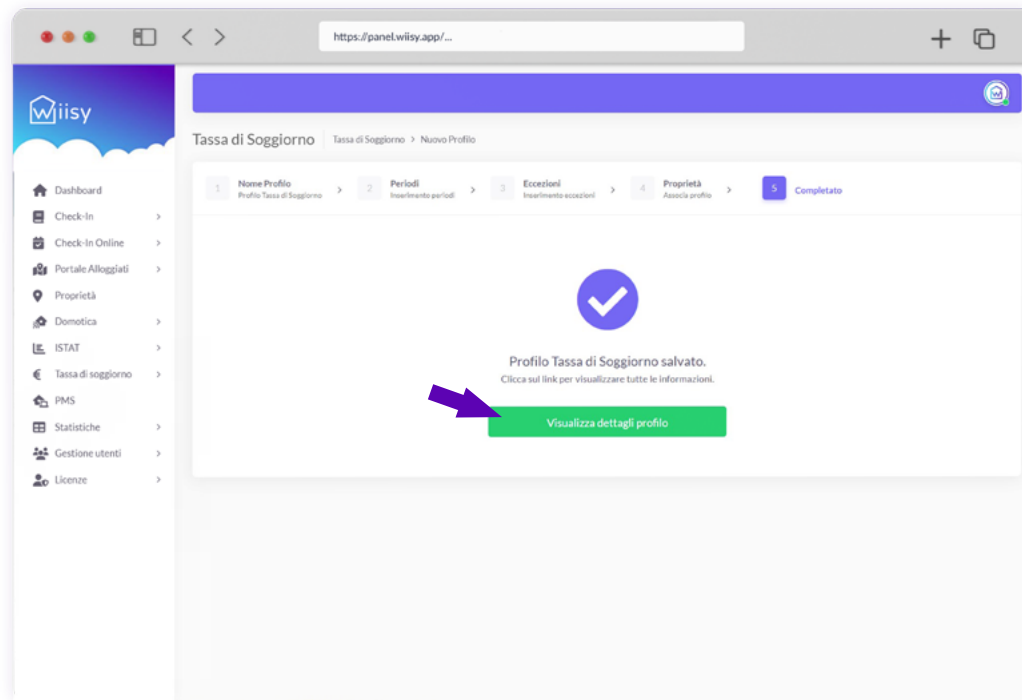 https://panel.wiisy.app/...
Wiisy
Tassa di Soggiorno
Tassa di Soggiorno > Nuovo Profilo
1 Nome Profilo
Profilo Tassa di Soggiorno
2 Periodi
Inserimento periodi
3 Eccezioni
Inserimento eccezioni
4 Proprietà
Associa profilo
5 Completato
Dashboard
Check-In
Check-In Online
Portale Alloggiati
Proprietà
Domotica
ISTAT
Tassa di soggiorno
PMS
Statistiche
Gestione utenti
Licenze
Profilo Tassa di Soggiorno salvato.
Clicca sul link per visualizzare tutte le informazioni.
Visualizza dettagli profilo